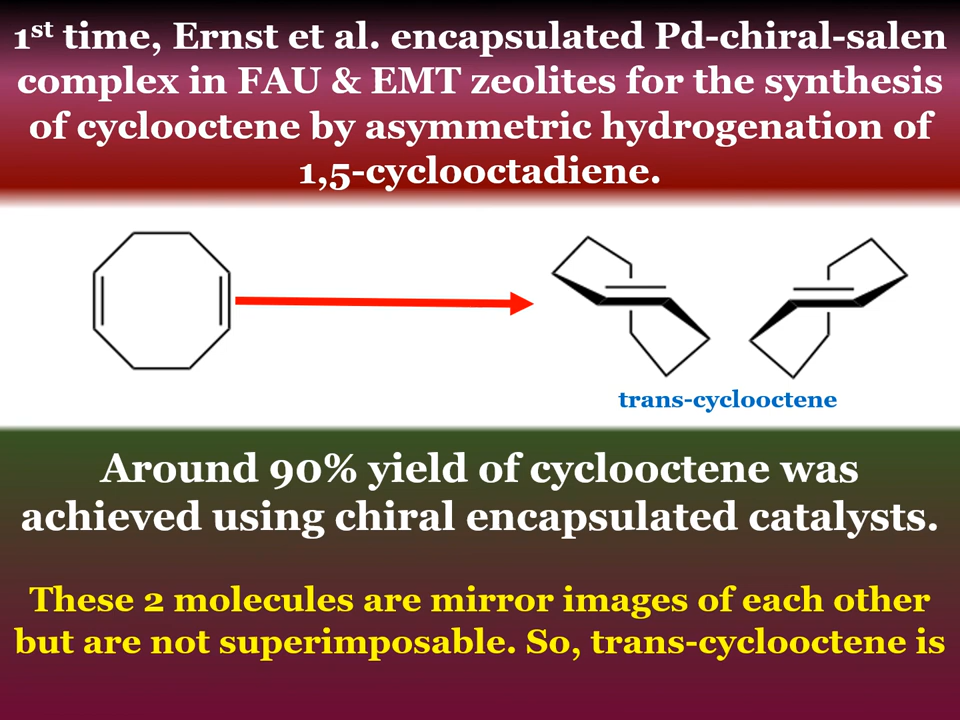 1st time, Ernst et al. encapsulated Pd-chiral-salen
complex in FAU & EMT zeolites for the synthesis
of cyclooctene by asymmetric hydrogenation of
1,5-cyclooctadiene.
trans-cyclooctene
Around 90% yield of cyclooctene was
achieved using chiral encapsulated catalysts.
These 2 molecules are mirror images of each other
but are not superimposable. So, trans-cyclooctene is